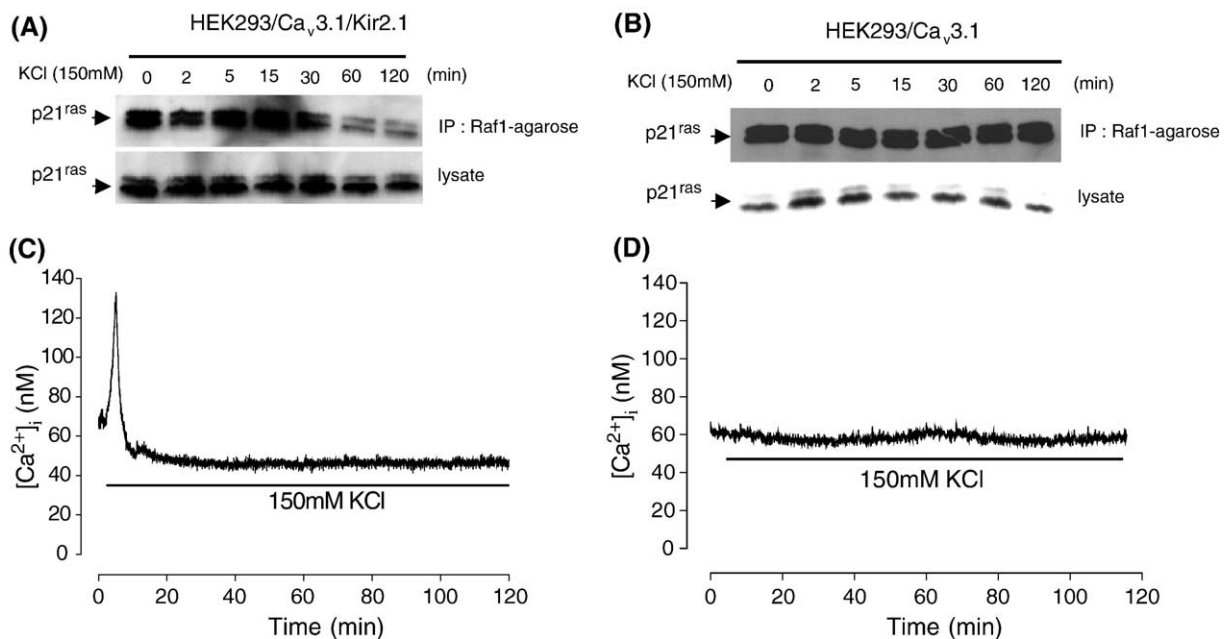 (A)
HEK293/Cav3.1/Kir2.1
KCl (150mM) 0 2 5 15 30 60 120 (min)
p21ras IP : Raf1-agarose
p21ras lysate
(B)
HEK293/Cav3.1
KCl (150mM) 0 2 5 15 30 60 120 (min)
p21ras IP : Raf1-agarose
p21ras lysate
(C)
[Ca2+]i (nM)
140
120
100
80
60
40
20
0
150mM KCl
0 20 40 60 80 100 120
Time (min)
(D)
[Ca2+]i (nM)
140
120
100
80
60
40
20
0
150mM KCl
0 20 40 60 80 100 120
Time (min)